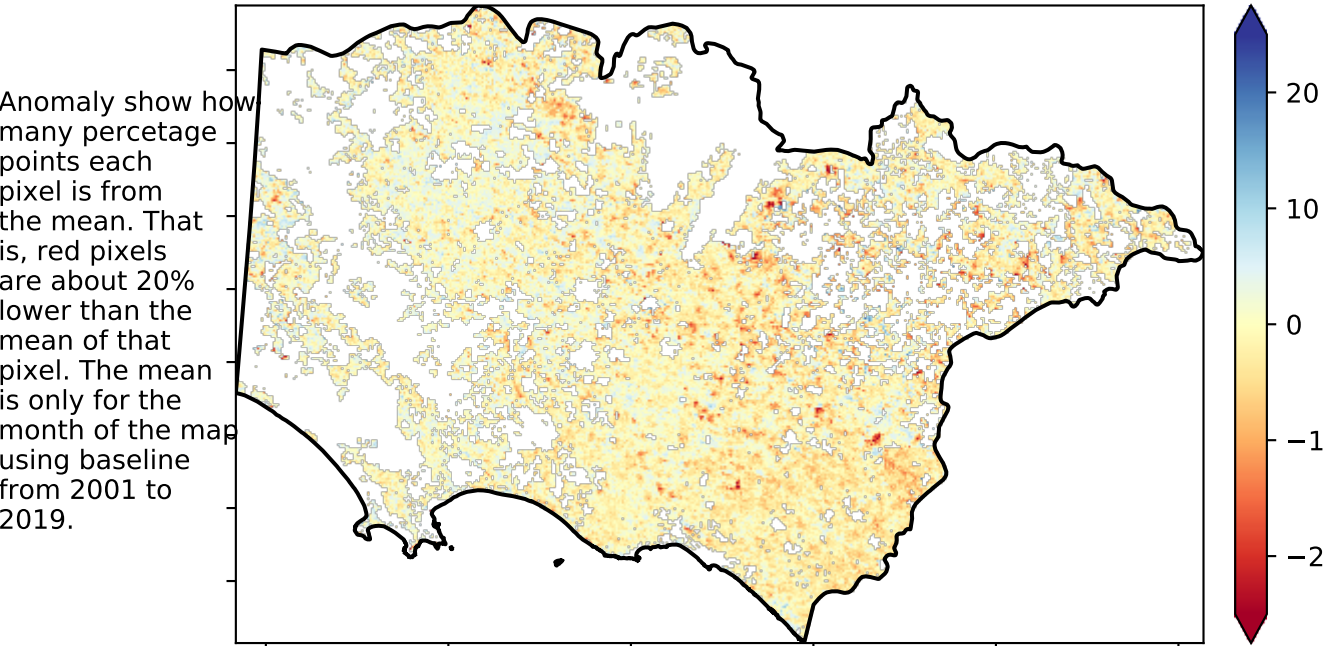 Anomaly show how
many percetage
points each
pixel is from
the mean. That
is, red pixels
are about 20%
lower than the
mean of that
pixel. The mean
is only for the
month of the map
using baseline
from 2001 to
2019.
20
10
0
−1
−2